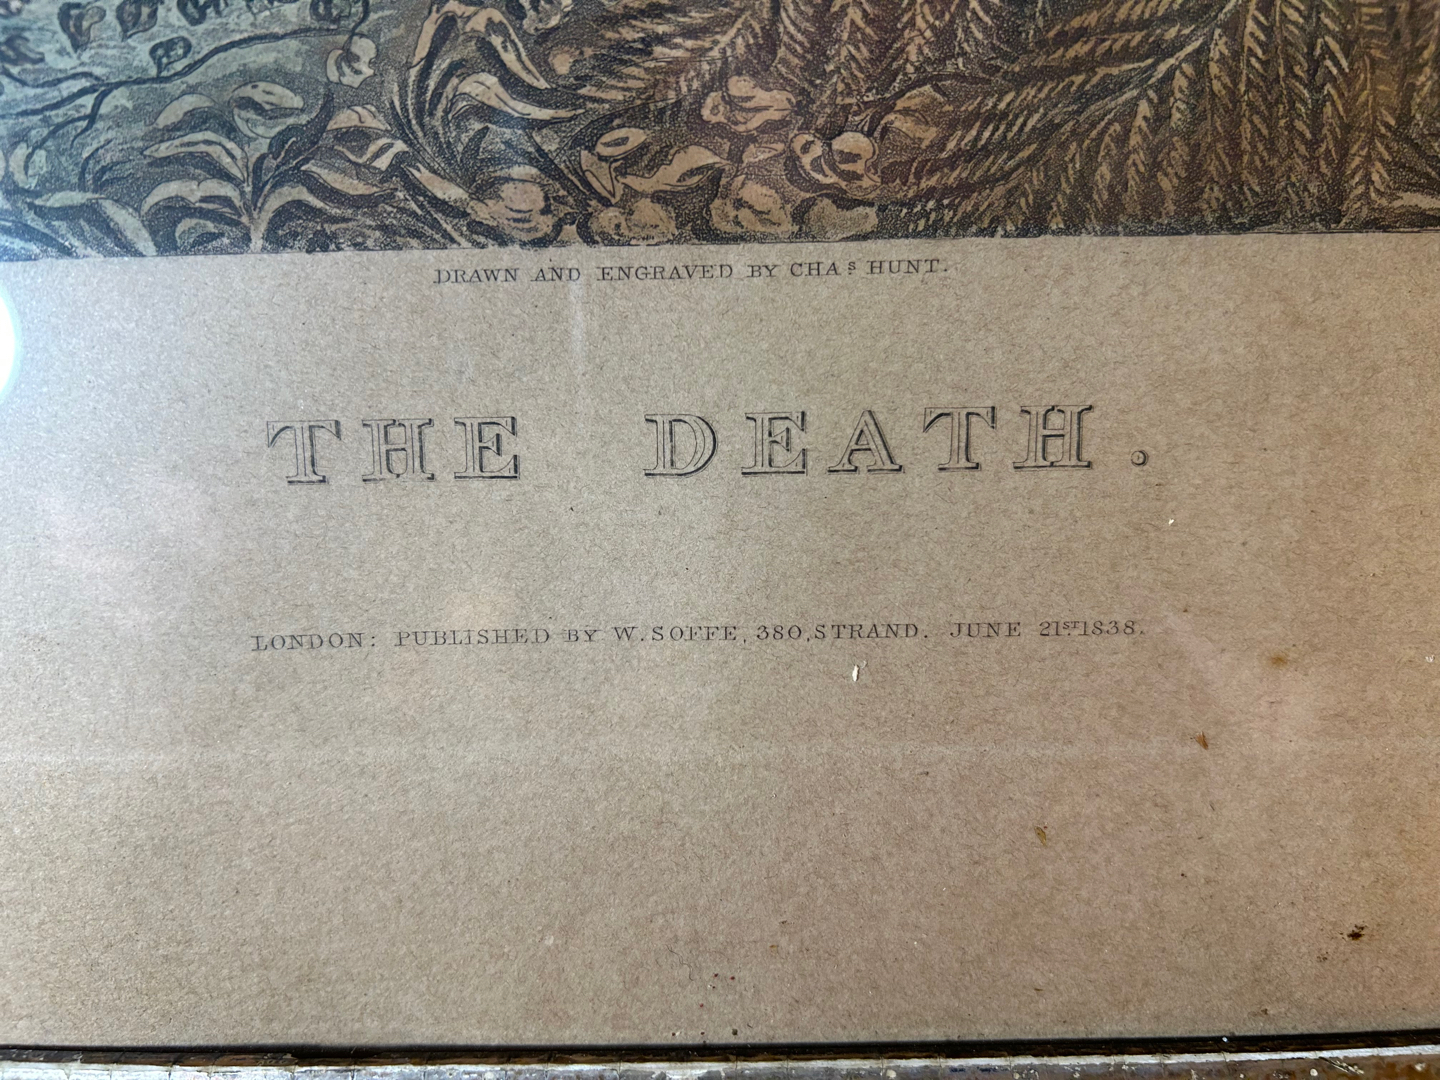 DRAWN AND ENGRAVED BY CHAS HUNT.
THE DEATH.
LONDON: PUBLISHED BY W. SOFFE, 380, STRAND. JUNE 21ST 1838.